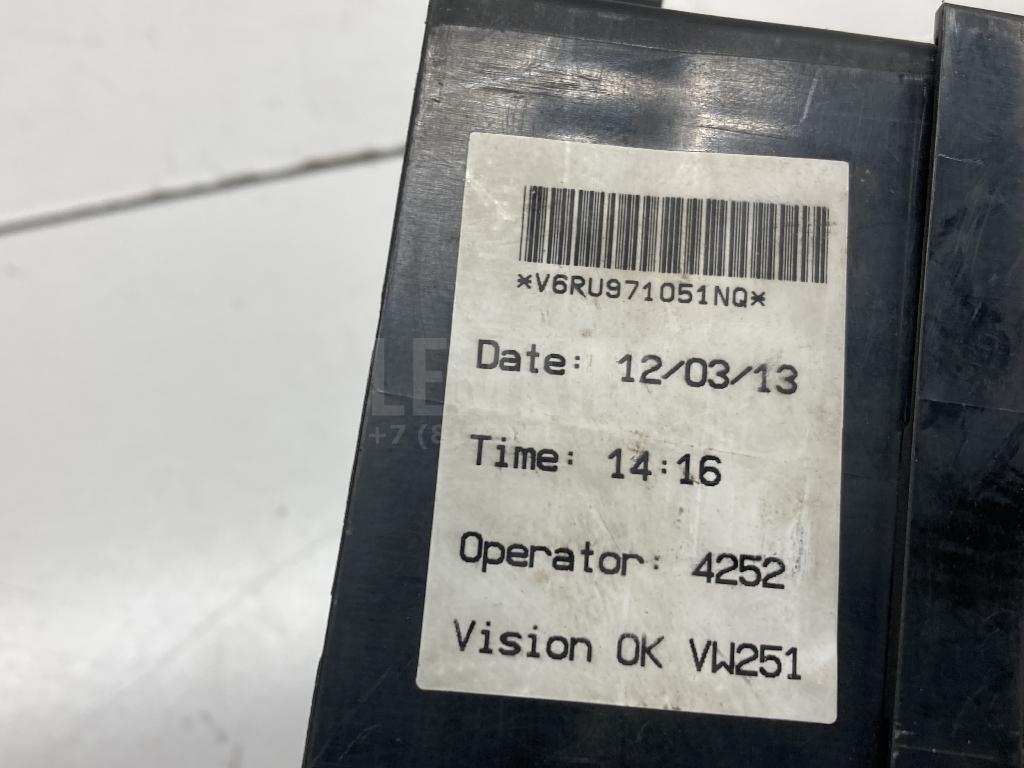 *V6RU971051NQ*
Date: 12/03/13
Time: 14:16
Operator: 4252
Vision OK VW251